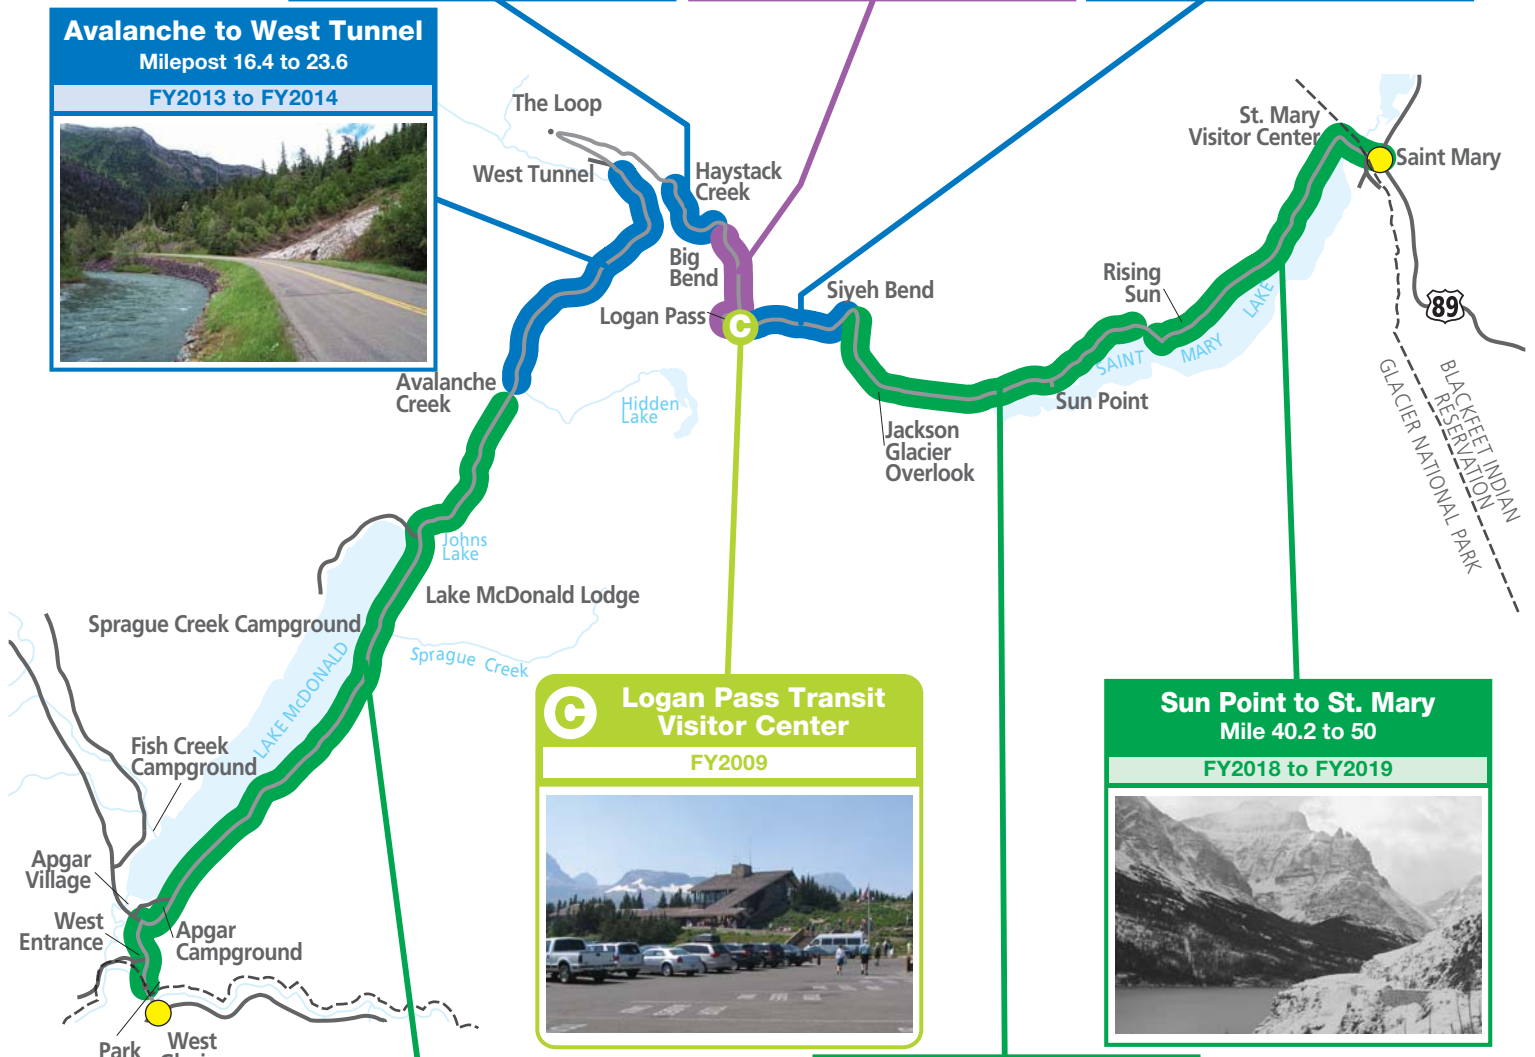 Avalanche to West Tunnel
Milepost 16.4 to 23.6
FY2013 to FY2014
The Loop
West Tunnel
Haystack
Creek
Big
Bend
Logan Pass
C
Siyeh Bend
Rising
Sun
St. Mary
Visitor Center
Saint Mary
89
SAINT MARY LAKE
Sun Point
Jackson
Glacier
Overlook
BLACKFEET INDIAN
RESERVATION
GLACIER NATIONAL PARK
Avalanche
Creek
Hidden
Lake
Johns
Lake
Lake McDonald Lodge
Sprague Creek Campground
Sprague Creek
LAKE McDONALD
Fish Creek
Campground
Apgar
Village
West
Entrance
Apgar
Campground
Park
West
C
Logan Pass Transit
Visitor Center
FY2009
Sun Point to St. Mary
Mile 40.2 to 50
FY2018 to FY2019